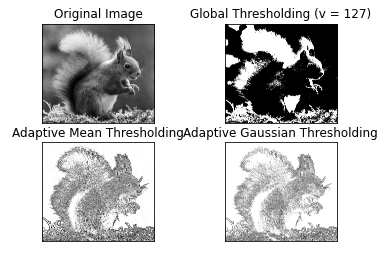 Original Image
Global Thresholding (v = 127)
Adaptive Mean Thresholding
Adaptive Gaussian Thresholding